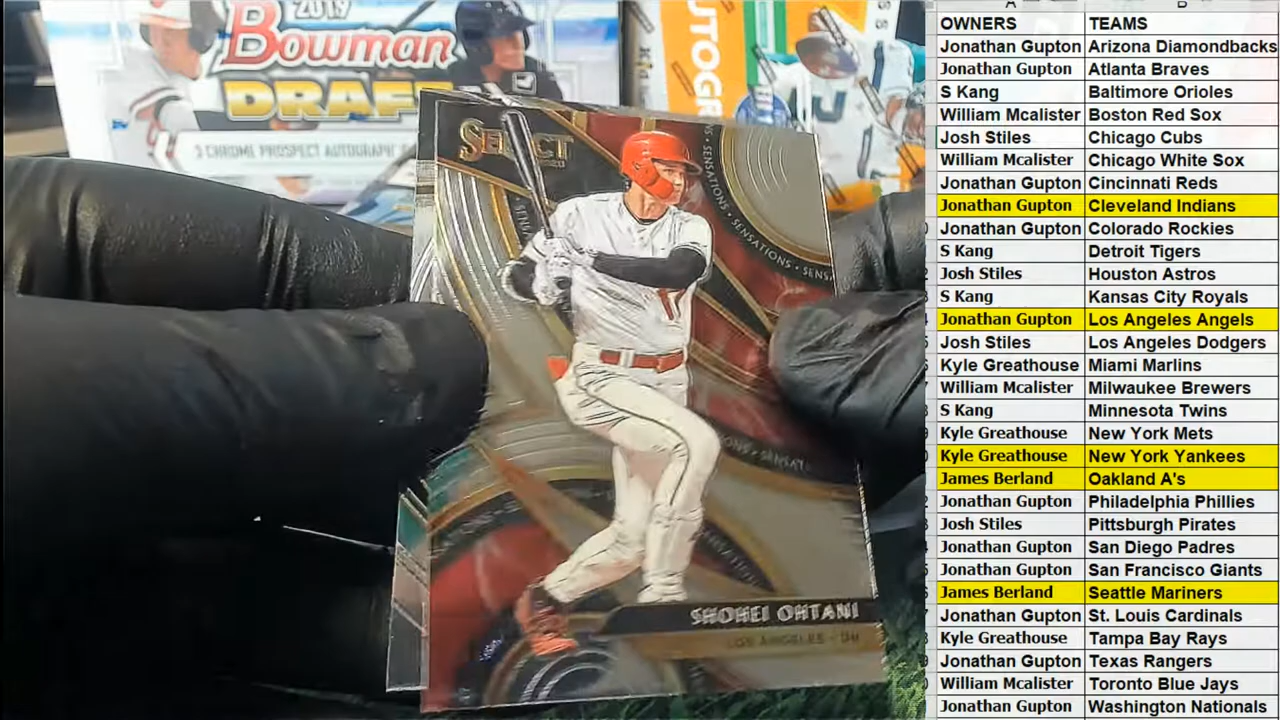 2019
Bowman
DRAFT
3 CHROME PROSPECT AUTOGRAPH
AUTOGR
SELECT
SENSATIONS • SENSATIONS • SENS
SHOHEI OHTANI
LOS ANGELES - DH
A B
OWNERS TEAMS
Jonathan Gupton Arizona Diamondbacks
Jonathan Gupton Atlanta Braves
S Kang Baltimore Orioles
William Mcalister Boston Red Sox
Josh Stiles Chicago Cubs
William Mcalister Chicago White Sox
Jonathan Gupton Cincinnati Reds
Jonathan Gupton Cleveland Indians
Jonathan Gupton Colorado Rockies
S Kang Detroit Tigers
Josh Stiles Houston Astros
S Kang Kansas City Royals
Jonathan Gupton Los Angeles Angels
Josh Stiles Los Angeles Dodgers
Kyle Greathouse Miami Marlins
William Mcalister Milwaukee Brewers
S Kang Minnesota Twins
Kyle Greathouse New York Mets
Kyle Greathouse New York Yankees
James Berland Oakland A's
Jonathan Gupton Philadelphia Phillies
Josh Stiles Pittsburgh Pirates
Jonathan Gupton San Diego Padres
Jonathan Gupton San Francisco Giants
James Berland Seattle Mariners
Jonathan Gupton St. Louis Cardinals
Kyle Greathouse Tampa Bay Rays
Jonathan Gupton Texas Rangers
William Mcalister Toronto Blue Jays
Jonathan Gupton Washington Nationals